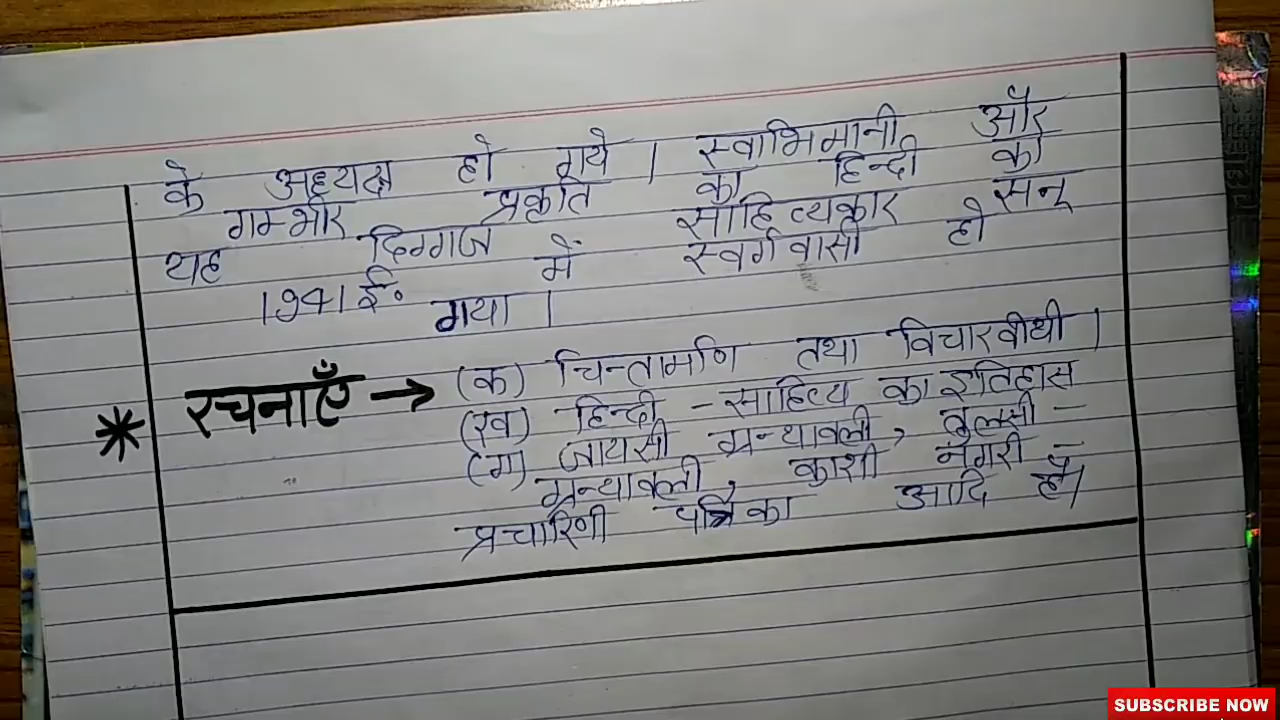 के अध्यक्ष हो गये । स्वाभिमानी और
गम्भीर प्रकृति का हिन्दी का
यह दिग्गज साहित्यकार सन्
1941 ई० में स्वर्गवासी हो
गया ।
रचनाएँ → (क) चिन्तामणि तथा विचारवीथी ।
(ख) हिन्दी - साहित्य का इतिहास
(ग) जायसी ग्रन्थावली, तुलसी -
ग्रन्थावली, काशी नगरी -
प्रचारिणी पत्रिका आदि हैं।
SUBSCRIBE NOW